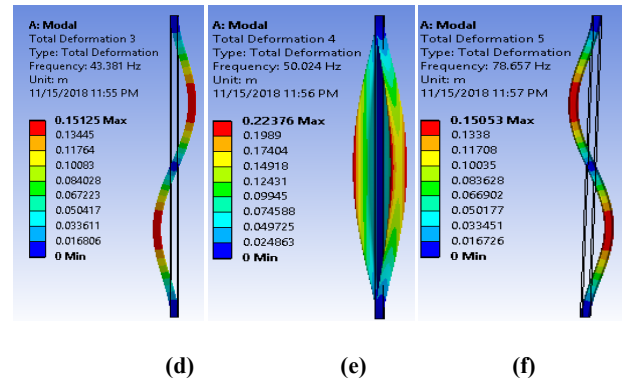 A: Modal
Total Deformation 3
Type: Total Deformation
Frequency: 43.381 Hz
Unit: m
11/15/2018 11:55 PM
0.15125 Max
0.13445
0.11764
0.10083
0.084028
0.067223
0.050417
0.033611
0.016806
0 Min
A: Modal
Total Deformation 4
Type: Total Deformation
Frequency: 50.024 Hz
Unit: m
11/15/2018 11:56 PM
0.22376 Max
0.1989
0.17404
0.14918
0.12431
0.09945
0.074588
0.049725
0.024863
0 Min
A: Modal
Total Deformation 5
Type: Total Deformation
Frequency: 78.657 Hz
Unit: m
11/15/2018 11:57 PM
0.15053 Max
0.1338
0.11708
0.10035
0.083628
0.066902
0.050177
0.033451
0.016726
0 Min
(d) (e) (f)